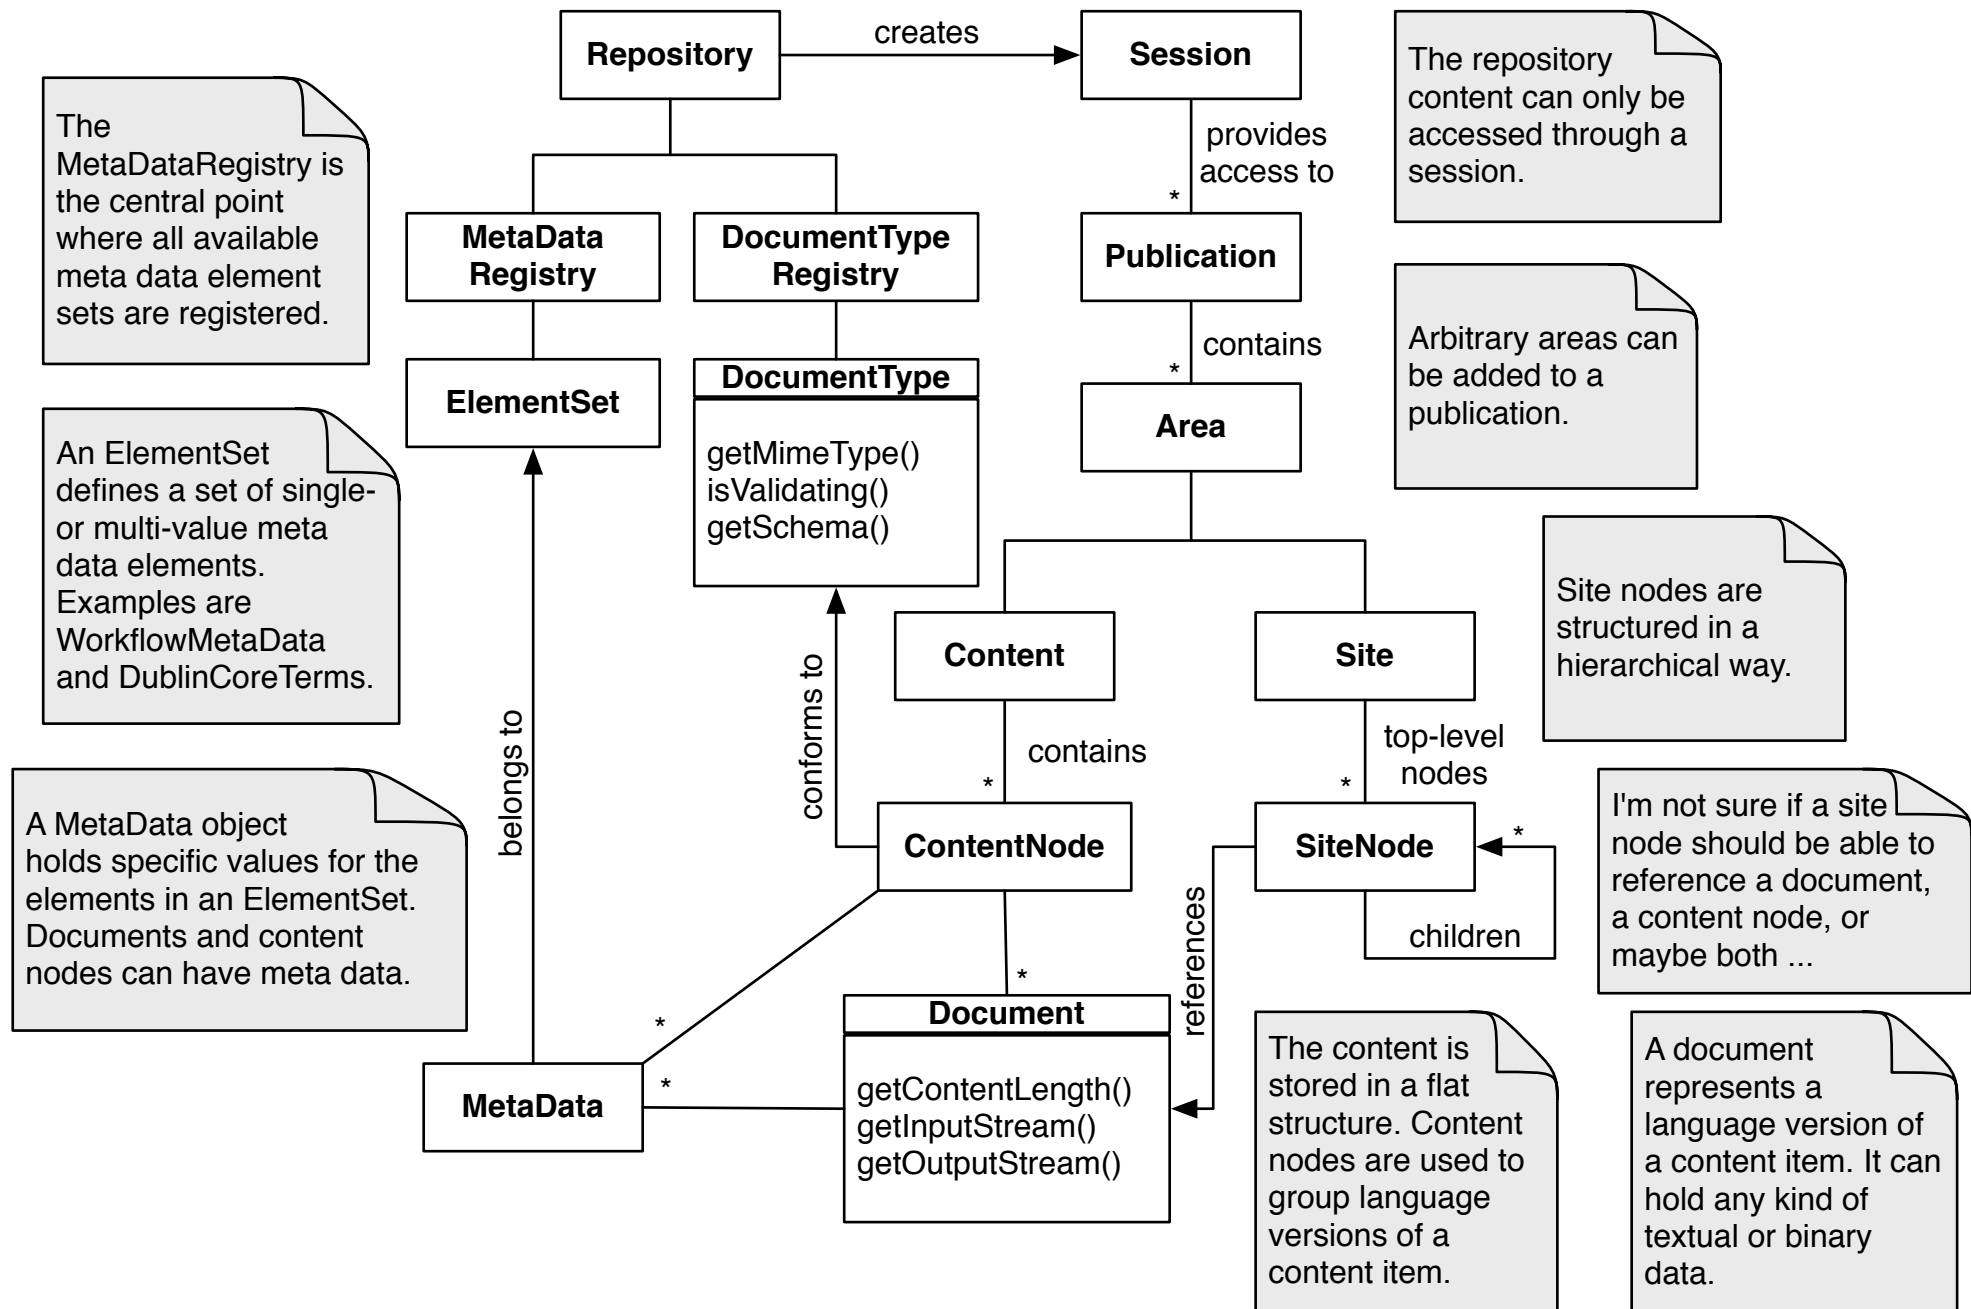 Repository
creates
Session
The repository
content can only be
accessed through a
session.
The
MetaDataRegistry is
the central point
where all available
meta data element
sets are registered.
provides
access to
*
MetaData
Registry
DocumentType
Registry
Publication
contains
*
Arbitrary areas can
be added to a
publication.
ElementSet
DocumentType
getMimeType()
isValidating()
getSchema()
Area
An ElementSet
defines a set of single-
or multi-value meta
data elements.
Examples are
WorkflowMetaData
and DublinCoreTerms.
Site nodes are
structured in a
hierarchical way.
Content
Site
belongs to
conforms to
contains
*
top-level
nodes
*
A MetaData object
holds specific values for the
elements in an ElementSet.
Documents and content
nodes can have meta data.
ContentNode
SiteNode
*
children
I'm not sure if a site
node should be able to
reference a document,
a content node, or
maybe both ...
references
*
*
*
MetaData
Document
getContentLength()
getInputStream()
getOutputStream()
The content is
stored in a flat
structure. Content
nodes are used to
group language
versions of a
content item.
A document
represents a
language version of
a content item. It can
hold any kind of
textual or binary
data.